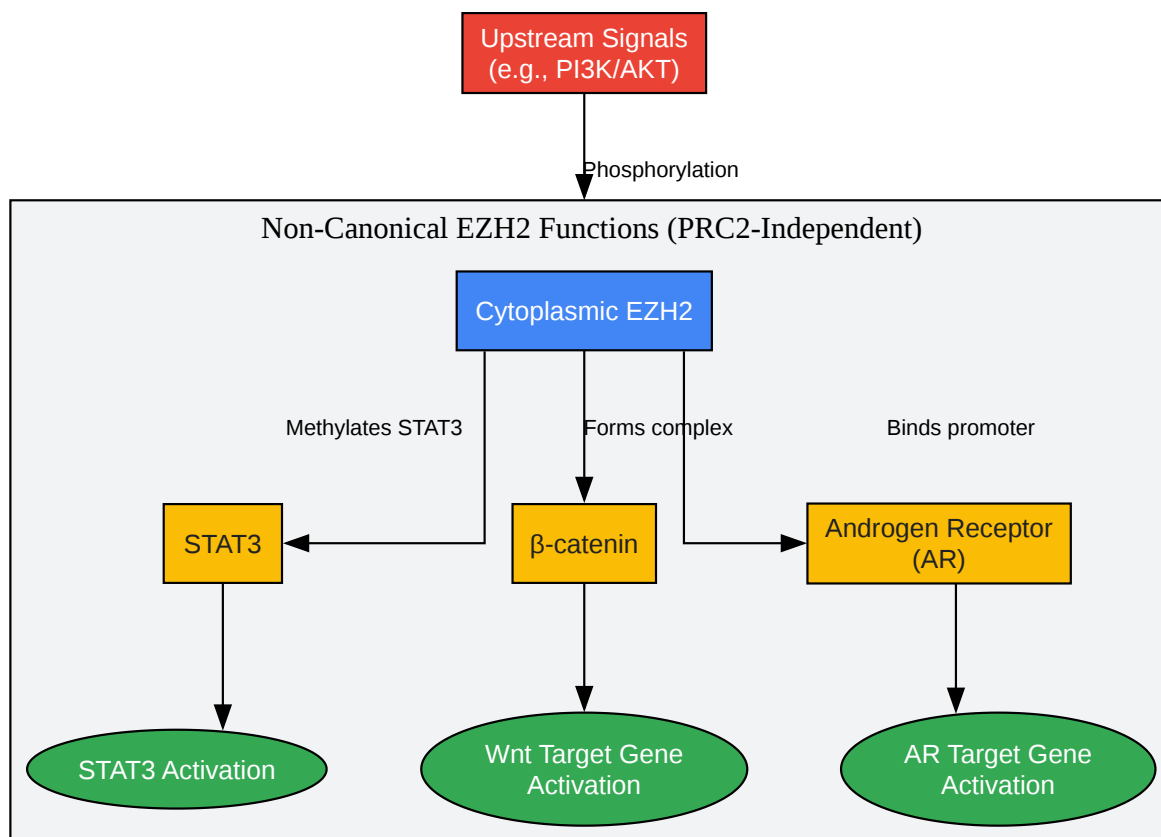 Upstream Signals
(e.g., PI3K/AKT)
Phosphorylation
Non-Canonical EZH2 Functions (PRC2-Independent)
Cytoplasmic EZH2
Methylates STAT3
Forms complex
Binds promoter
STAT3
β-catenin
Androgen Receptor
(AR)
STAT3 Activation
Wnt Target Gene
Activation
AR Target Gene
Activation